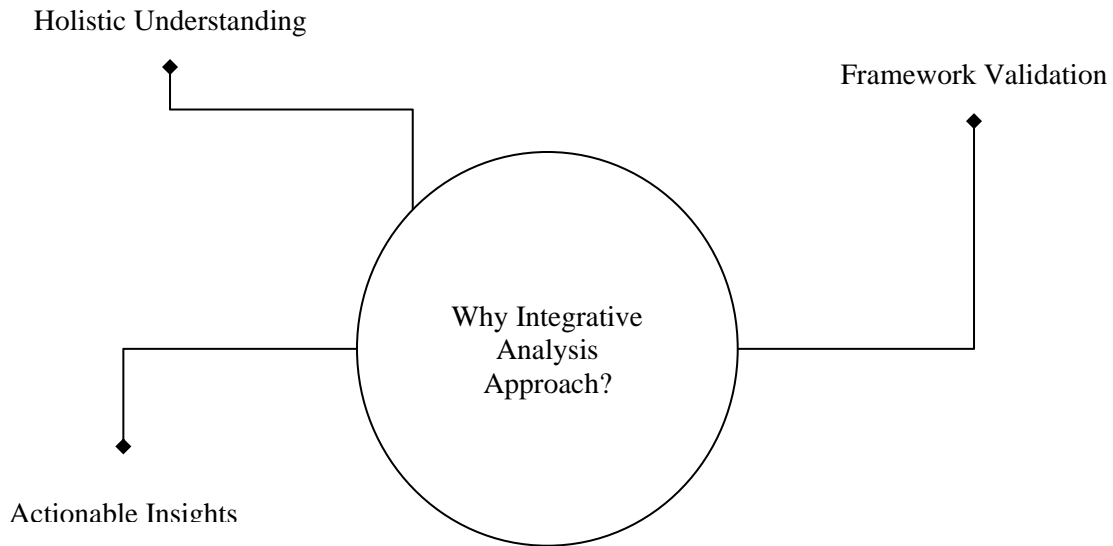 Holistic Understanding
Framework Validation
Why Integrative
Analysis
Approach?
Actionable Insights